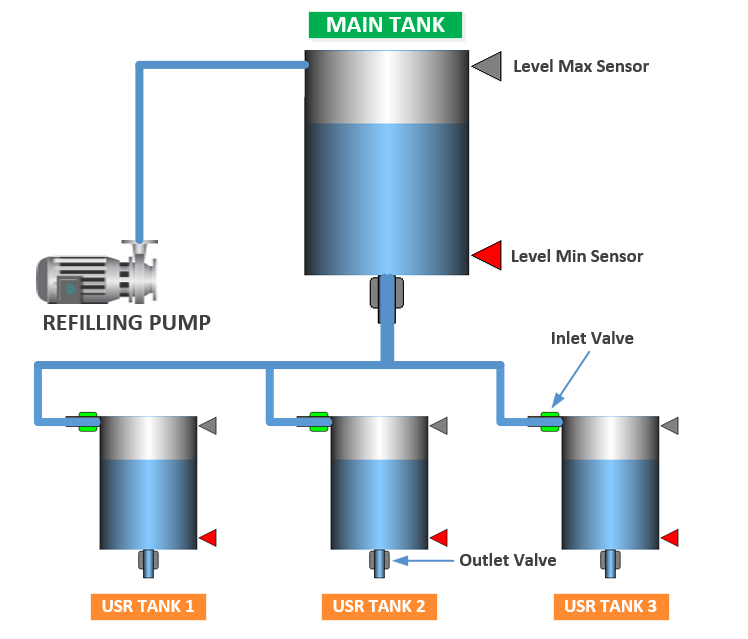 MAIN TANK
Level Max Sensor
Level Min Sensor
REFILLING PUMP
Inlet Valve
Outlet Valve
USR TANK 1
USR TANK 2
USR TANK 3